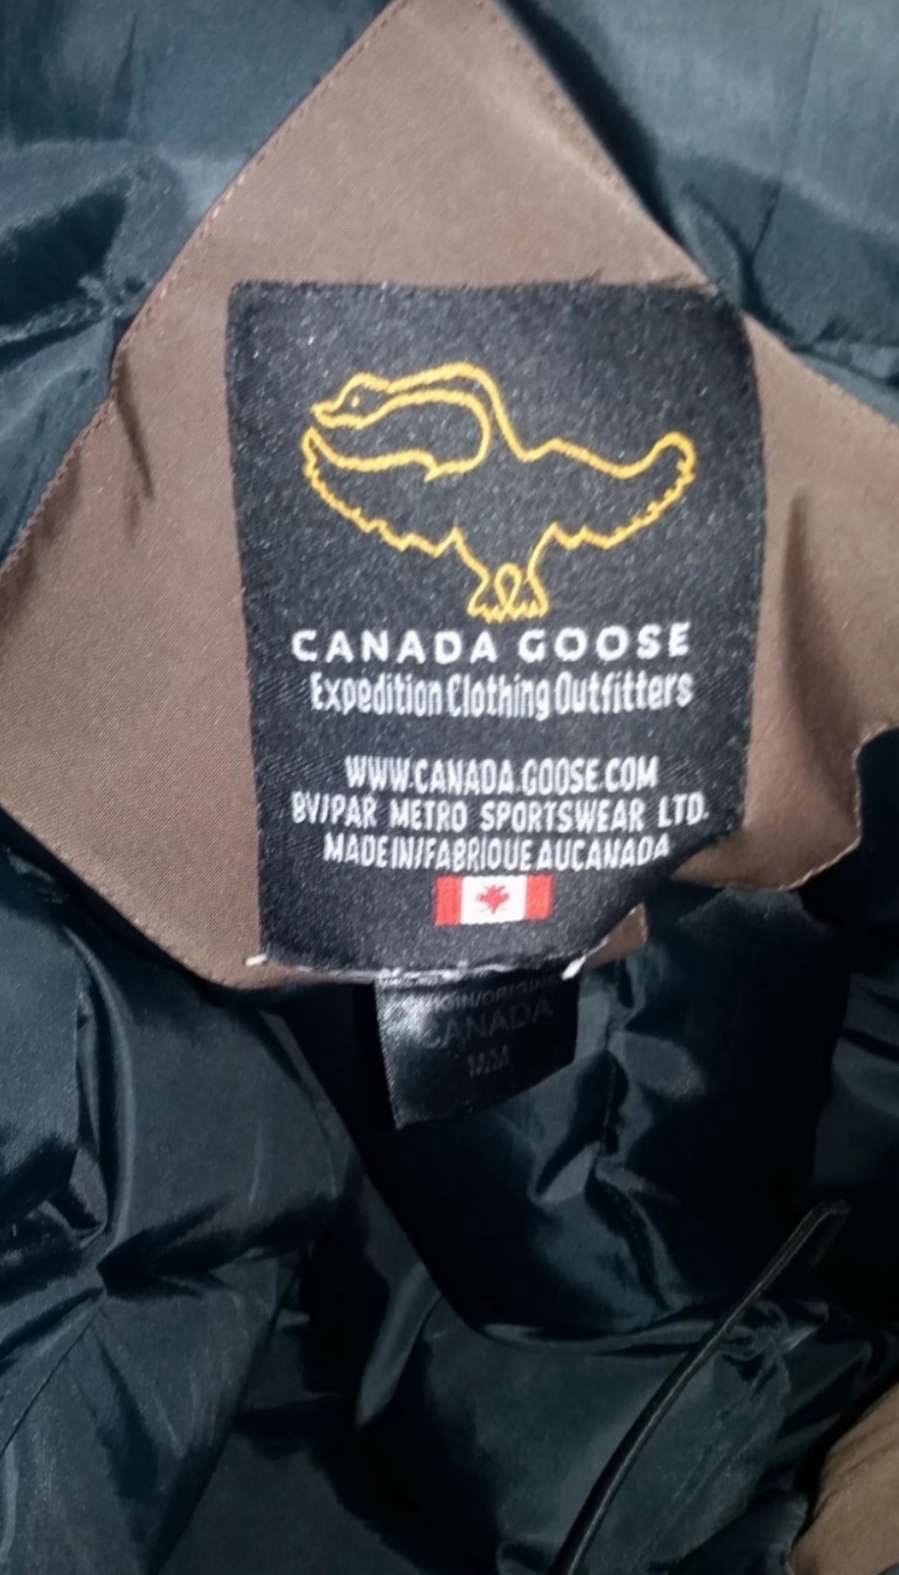 CANADA GOOSE
Expedition Clothing Outfitters
WWW.CANADA.GOOSE.COM
BY/PAR METRO SPORTSWEAR LTD.
MADE IN/FABRIQUE AU CANADA
CANADA